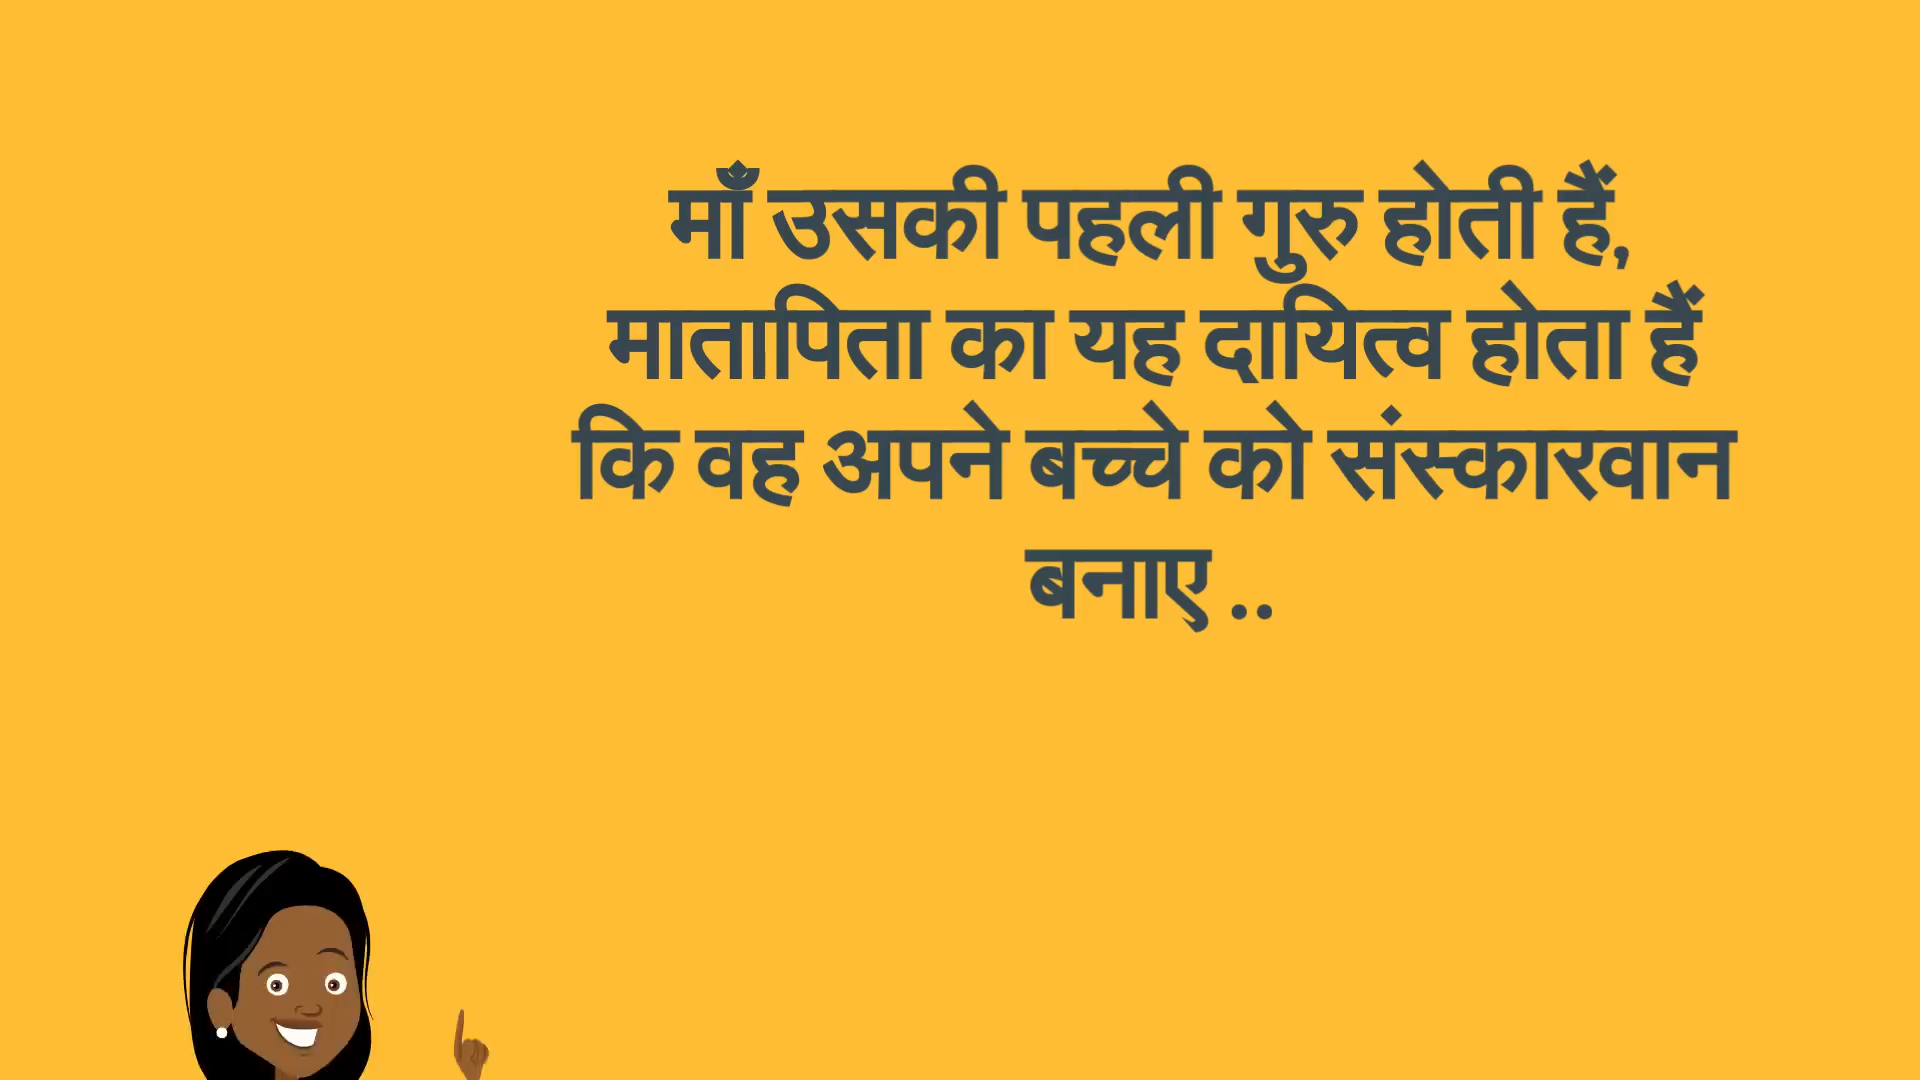 माँ उसकी पहली गुरु होती हैं,
मातापिता का यह दायित्व होता हैं
कि वह अपने बच्चे को संस्कारवान
बनाए ..